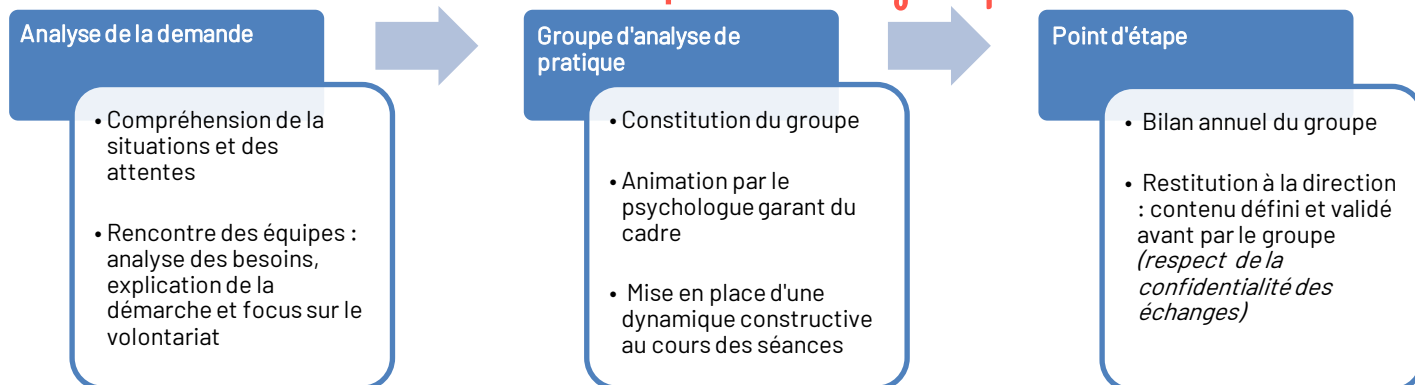 Analyse de la demande
• Compréhension de la
situations et des
attentes
• Rencontre des équipes :
analyse des besoins,
explication de la
démarche et focus sur le
volontariat
Groupe d'analyse de
pratique
• Constitution du groupe
• Animation par le
psychologue garant du
cadre
• Mise en place d'une
dynamique constructive
au cours des séances
Point d'étape
• Bilan annuel du groupe
• Restitution à la direction
: contenu défini et validé
avant par le groupe
(respect de la
confidentialité des
échanges)